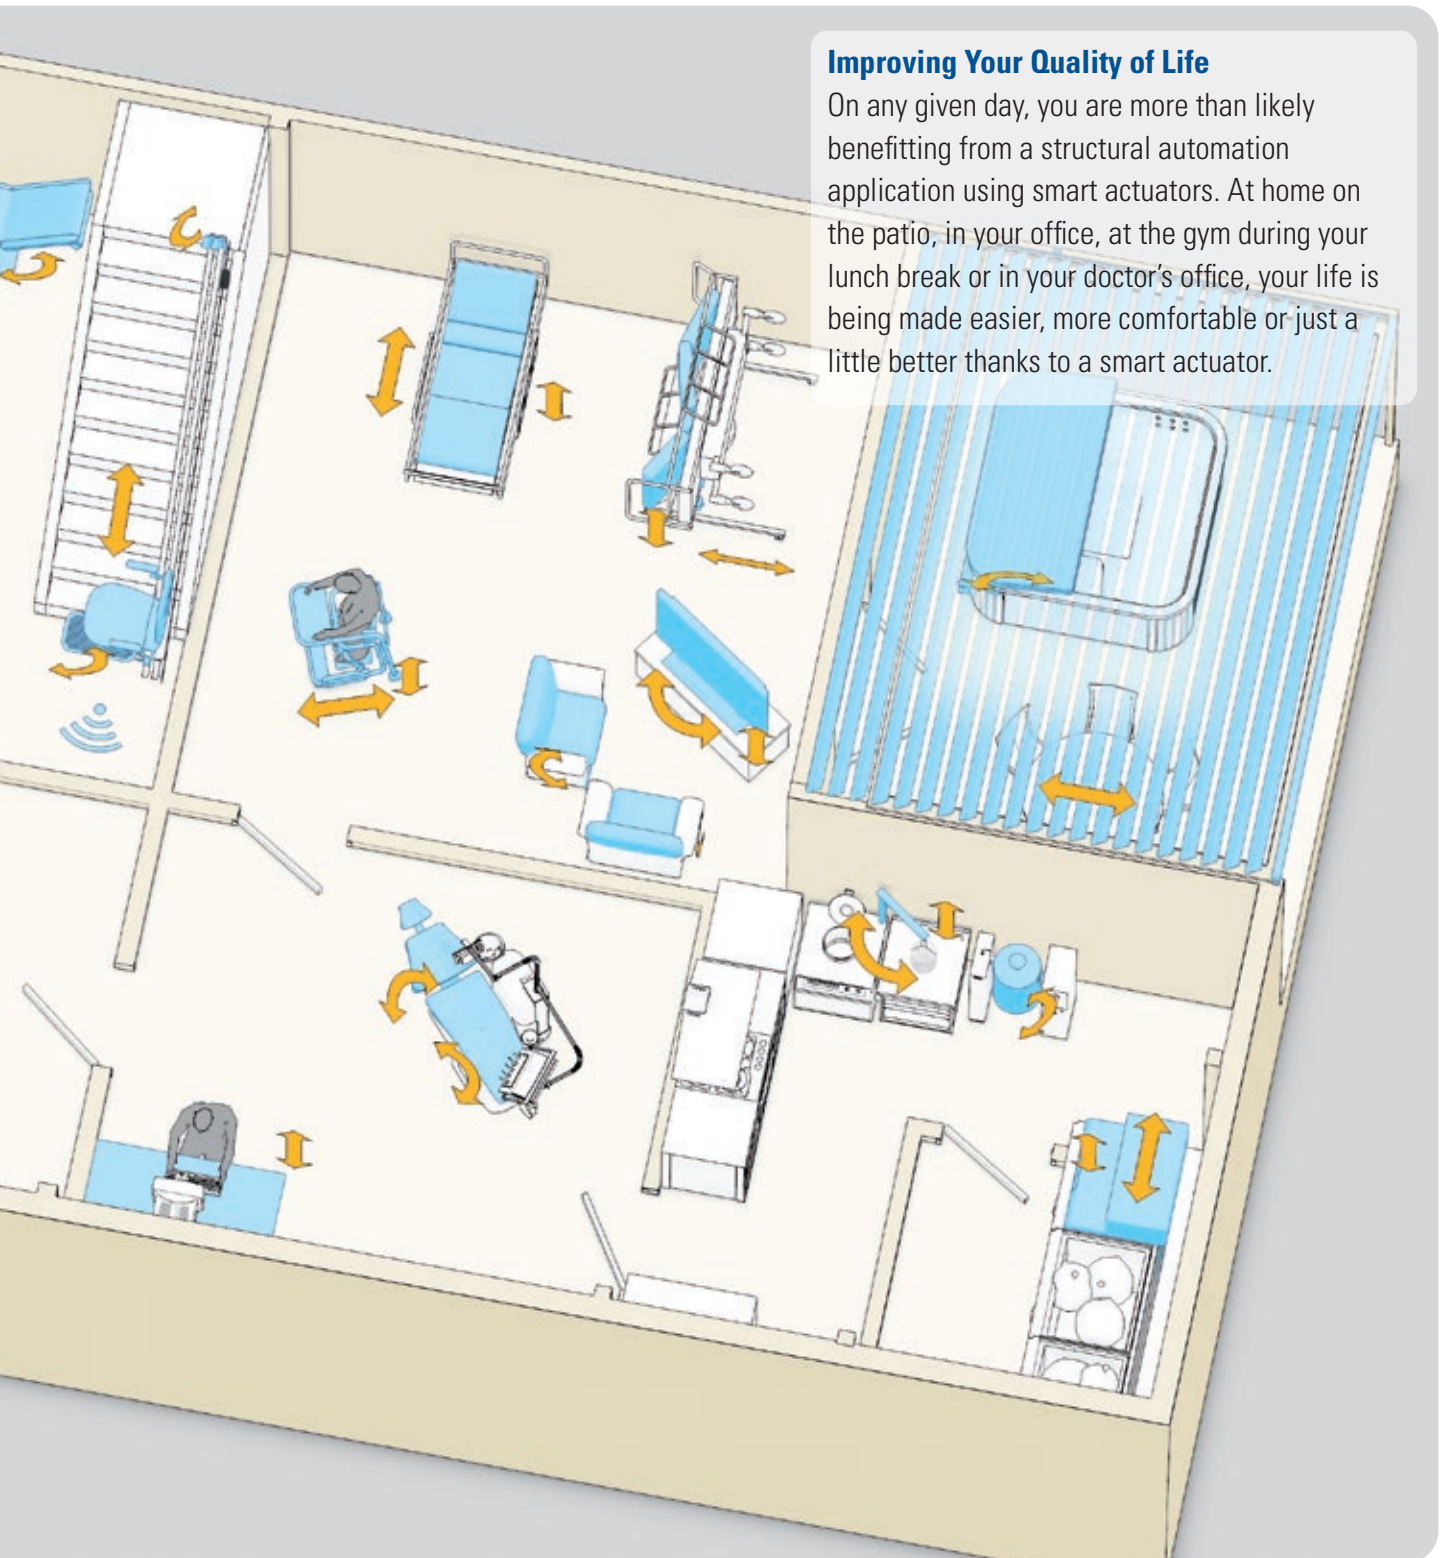 Improving Your Quality of Life
On any given day, you are more than likely
benefitting from a structural automation
application using smart actuators. At home on
the patio, in your office, at the gym during your
lunch break or in your doctor's office, your life is
being made easier, more comfortable or just a
little better thanks to a smart actuator.